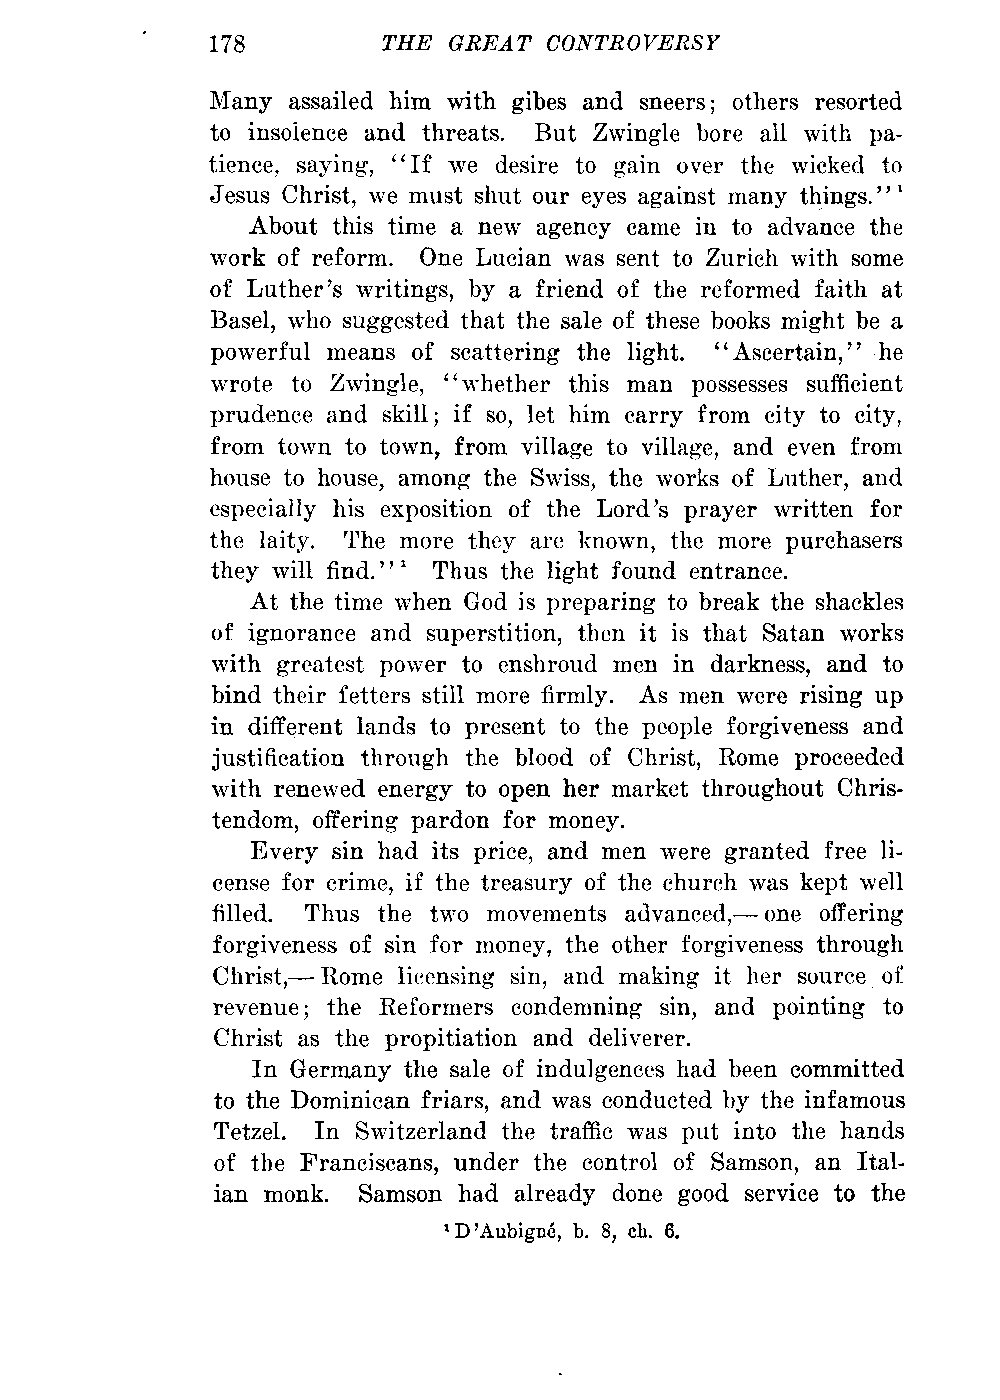 178 THE GREAT CONTROVERSY
Many assailed him with gibes and sneers; others resorted
to insolence and threats. But Zwingle bore all with pa-
tience, saying, "If we desire to gain over the wicked to
Jesus Christ, we must shut our eyes against many things."¹
About this time a new agency came in to advance the
work of reform. One Lucian was sent to Zurich with some
of Luther's writings, by a friend of the reformed faith at
Basel, who suggested that the sale of these books might be a
powerful means of scattering the light. "Ascertain," he
wrote to Zwingle, "whether this man possesses sufficient
prudence and skill; if so, let him carry from city to city,
from town to town, from village to village, and even from
house to house, among the Swiss, the works of Luther, and
especially his exposition of the Lord's prayer written for
the laity. The more they are known, the more purchasers
they will find."¹ Thus the light found entrance.
At the time when God is preparing to break the shackles
of ignorance and superstition, then it is that Satan works
with greatest power to enshroud men in darkness, and to
bind their fetters still more firmly. As men were rising up
in different lands to present to the people forgiveness and
justification through the blood of Christ, Rome proceeded
with renewed energy to open her market throughout Chris-
tendom, offering pardon for money.
Every sin had its price, and men were granted free li-
cense for crime, if the treasury of the church was kept well
filled. Thus the two movements advanced,— one offering
forgiveness of sin for money, the other forgiveness through
Christ,— Rome licensing sin, and making it her source of
revenue; the Reformers condemning sin, and pointing to
Christ as the propitiation and deliverer.
In Germany the sale of indulgences had been committed
to the Dominican friars, and was conducted by the infamous
Tetzel. In Switzerland the traffic was put into the hands
of the Franciscans, under the control of Samson, an Ital-
ian monk. Samson had already done good service to the
¹ D'Aubigné, b. 8, ch. 6.